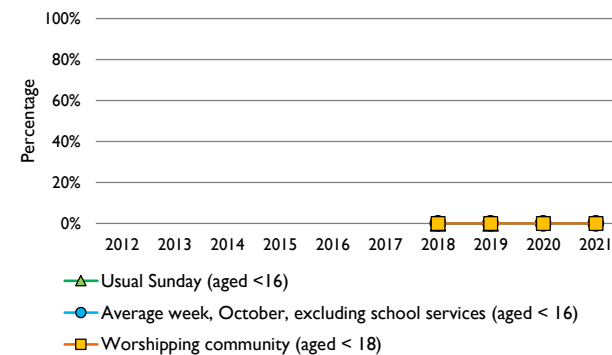 100%
80%
60%
40%
20%
0%
Percentage
2012 2013 2014 2015 2016 2017 2018 2019 2020 2021
Usual Sunday (aged <16)
Average week, October, excluding school services (aged < 16)
Worshipping community (aged < 18)